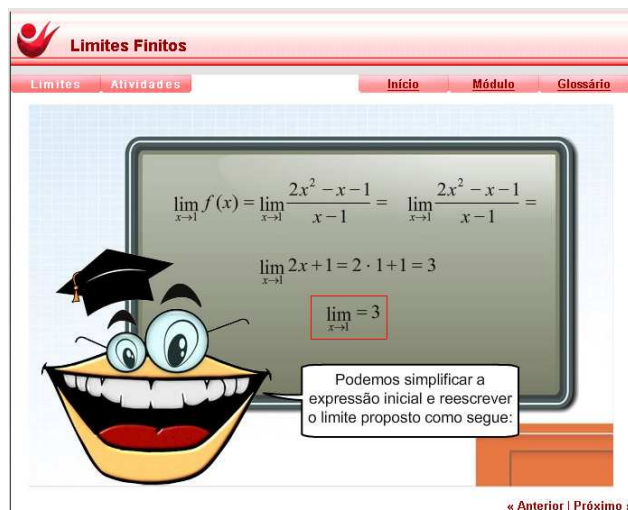 Limites Finitos
Limites Atividades Início Módulo Glossário
lim x→1 f(x) = lim x→1 2x² − x − 1 / x − 1 = lim x→1 2x² − x − 1 / x − 1 =
lim x→1 2x + 1 = 2 · 1 + 1 = 3
lim x→1 = 3
Podemos simplificar a
expressão inicial e reescrever
o limite proposto como segue:
« Anterior | Próximo »